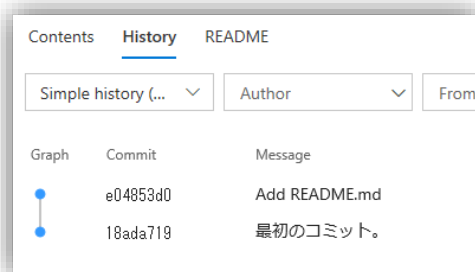 Contents History README
Simple history (... Author From
Graph Commit Message
e04853d0 Add README.md
18ada719 最初のコミット。